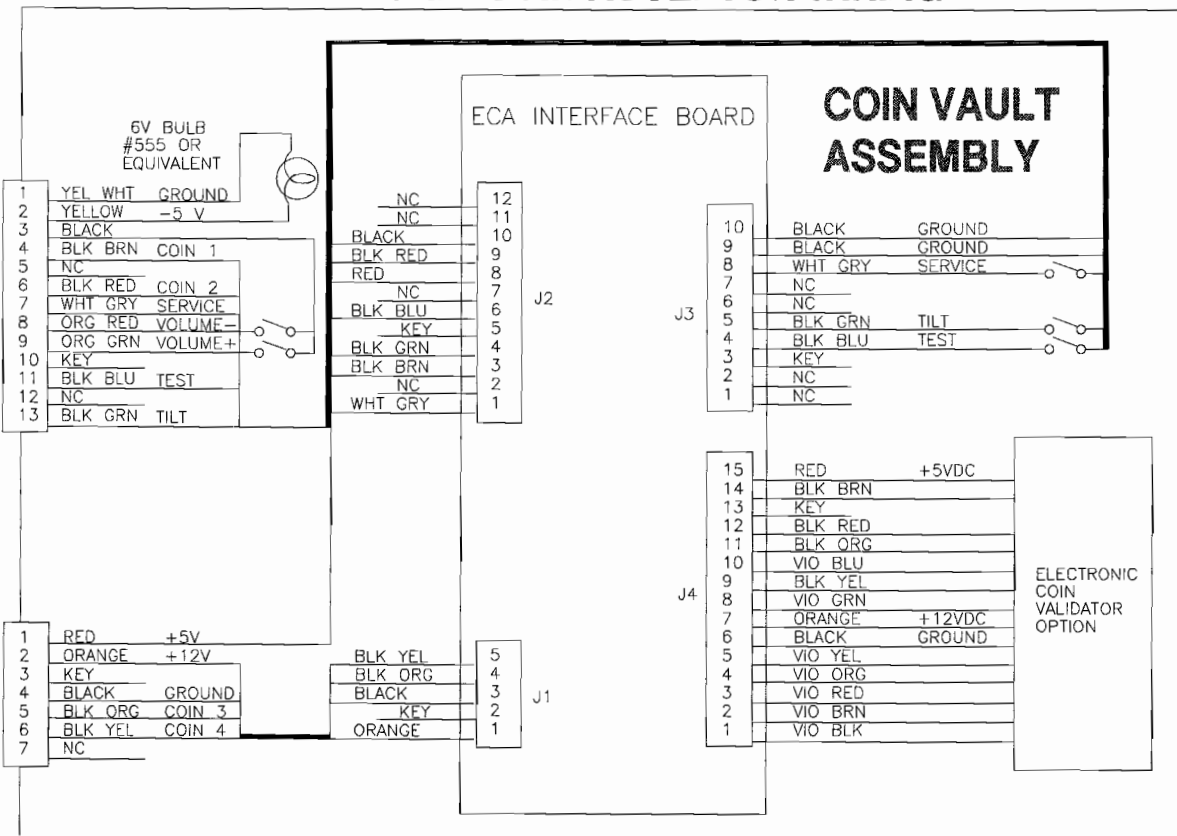 COIN VAULT
ASSEMBLY
ECA INTERFACE BOARD
6V BULB
#555 OR
EQUIVALENT
1 YEL WHT GROUND
2 YELLOW -5 V
3 BLACK
4 BLK BRN COIN 1
5 NC
6 BLK RED COIN 2
7 WHT GRY SERVICE
8 ORG RED VOLUME-
9 ORG GRN VOLUME+
10 KEY
11 BLK BLU TEST
12 NC
13 BLK GRN TILT
NC 12
NC 11
BLACK 10
BLK RED 9
RED 8
NC 7
BLK BLU 6
KEY 5
BLK GRN 4
BLK BRN 3
NC 2
WHT GRY 1
J2
J3
10 BLACK GROUND
9 BLACK GROUND
8 WHT GRY SERVICE
7 NC
6 NC
5 BLK GRN TILT
4 BLK BLU TEST
3 KEY
2 NC
1 NC
1 RED +5V
2 ORANGE +12V
3 KEY
4 BLACK GROUND
5 BLK ORG COIN 3
6 BLK YEL COIN 4
7 NC
BLK YEL 5
BLK ORG 4
BLACK 3
KEY 2
ORANGE 1
J1
J4
15 RED +5VDC
14 BLK BRN
13 KEY
12 BLK RED
11 BLK ORG
10 VIO BLU
9 BLK YEL
8 VIO GRN
7 ORANGE +12VDC
6 BLACK GROUND
5 VIO YEL
4 VIO ORG
3 VIO RED
2 VIO BRN
1 VIO BLK
ELECTRONIC
COIN
VALIDATOR
OPTION